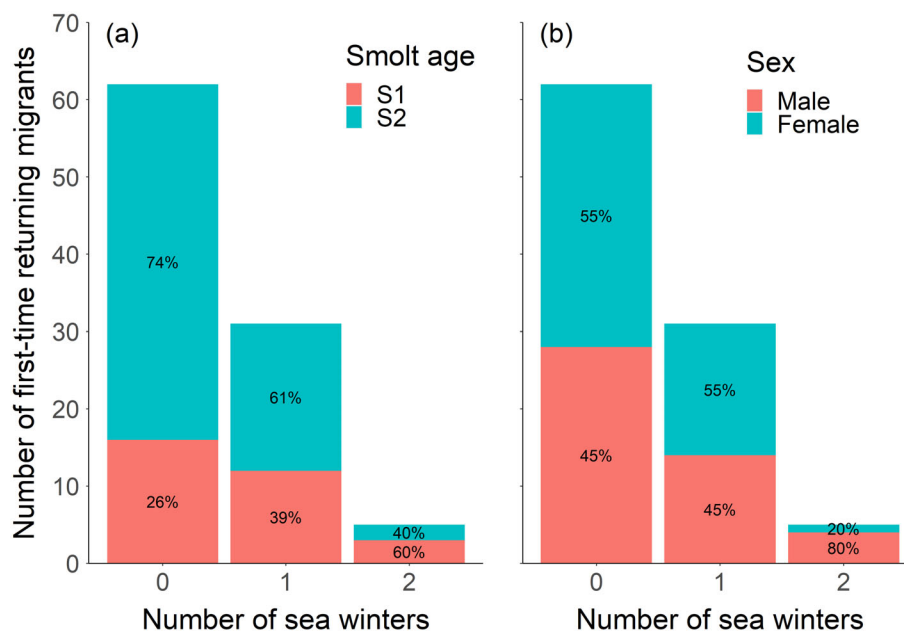 (a)
Smolt age
S1
S2
74%
26%
61%
39%
40%
60%
70
60
50
40
30
20
10
0
0 1 2
Number of sea winters
Number of first-time returning migrants
(b)
Sex
Male
Female
55%
45%
55%
45%
20%
80%
0 1 2
Number of sea winters